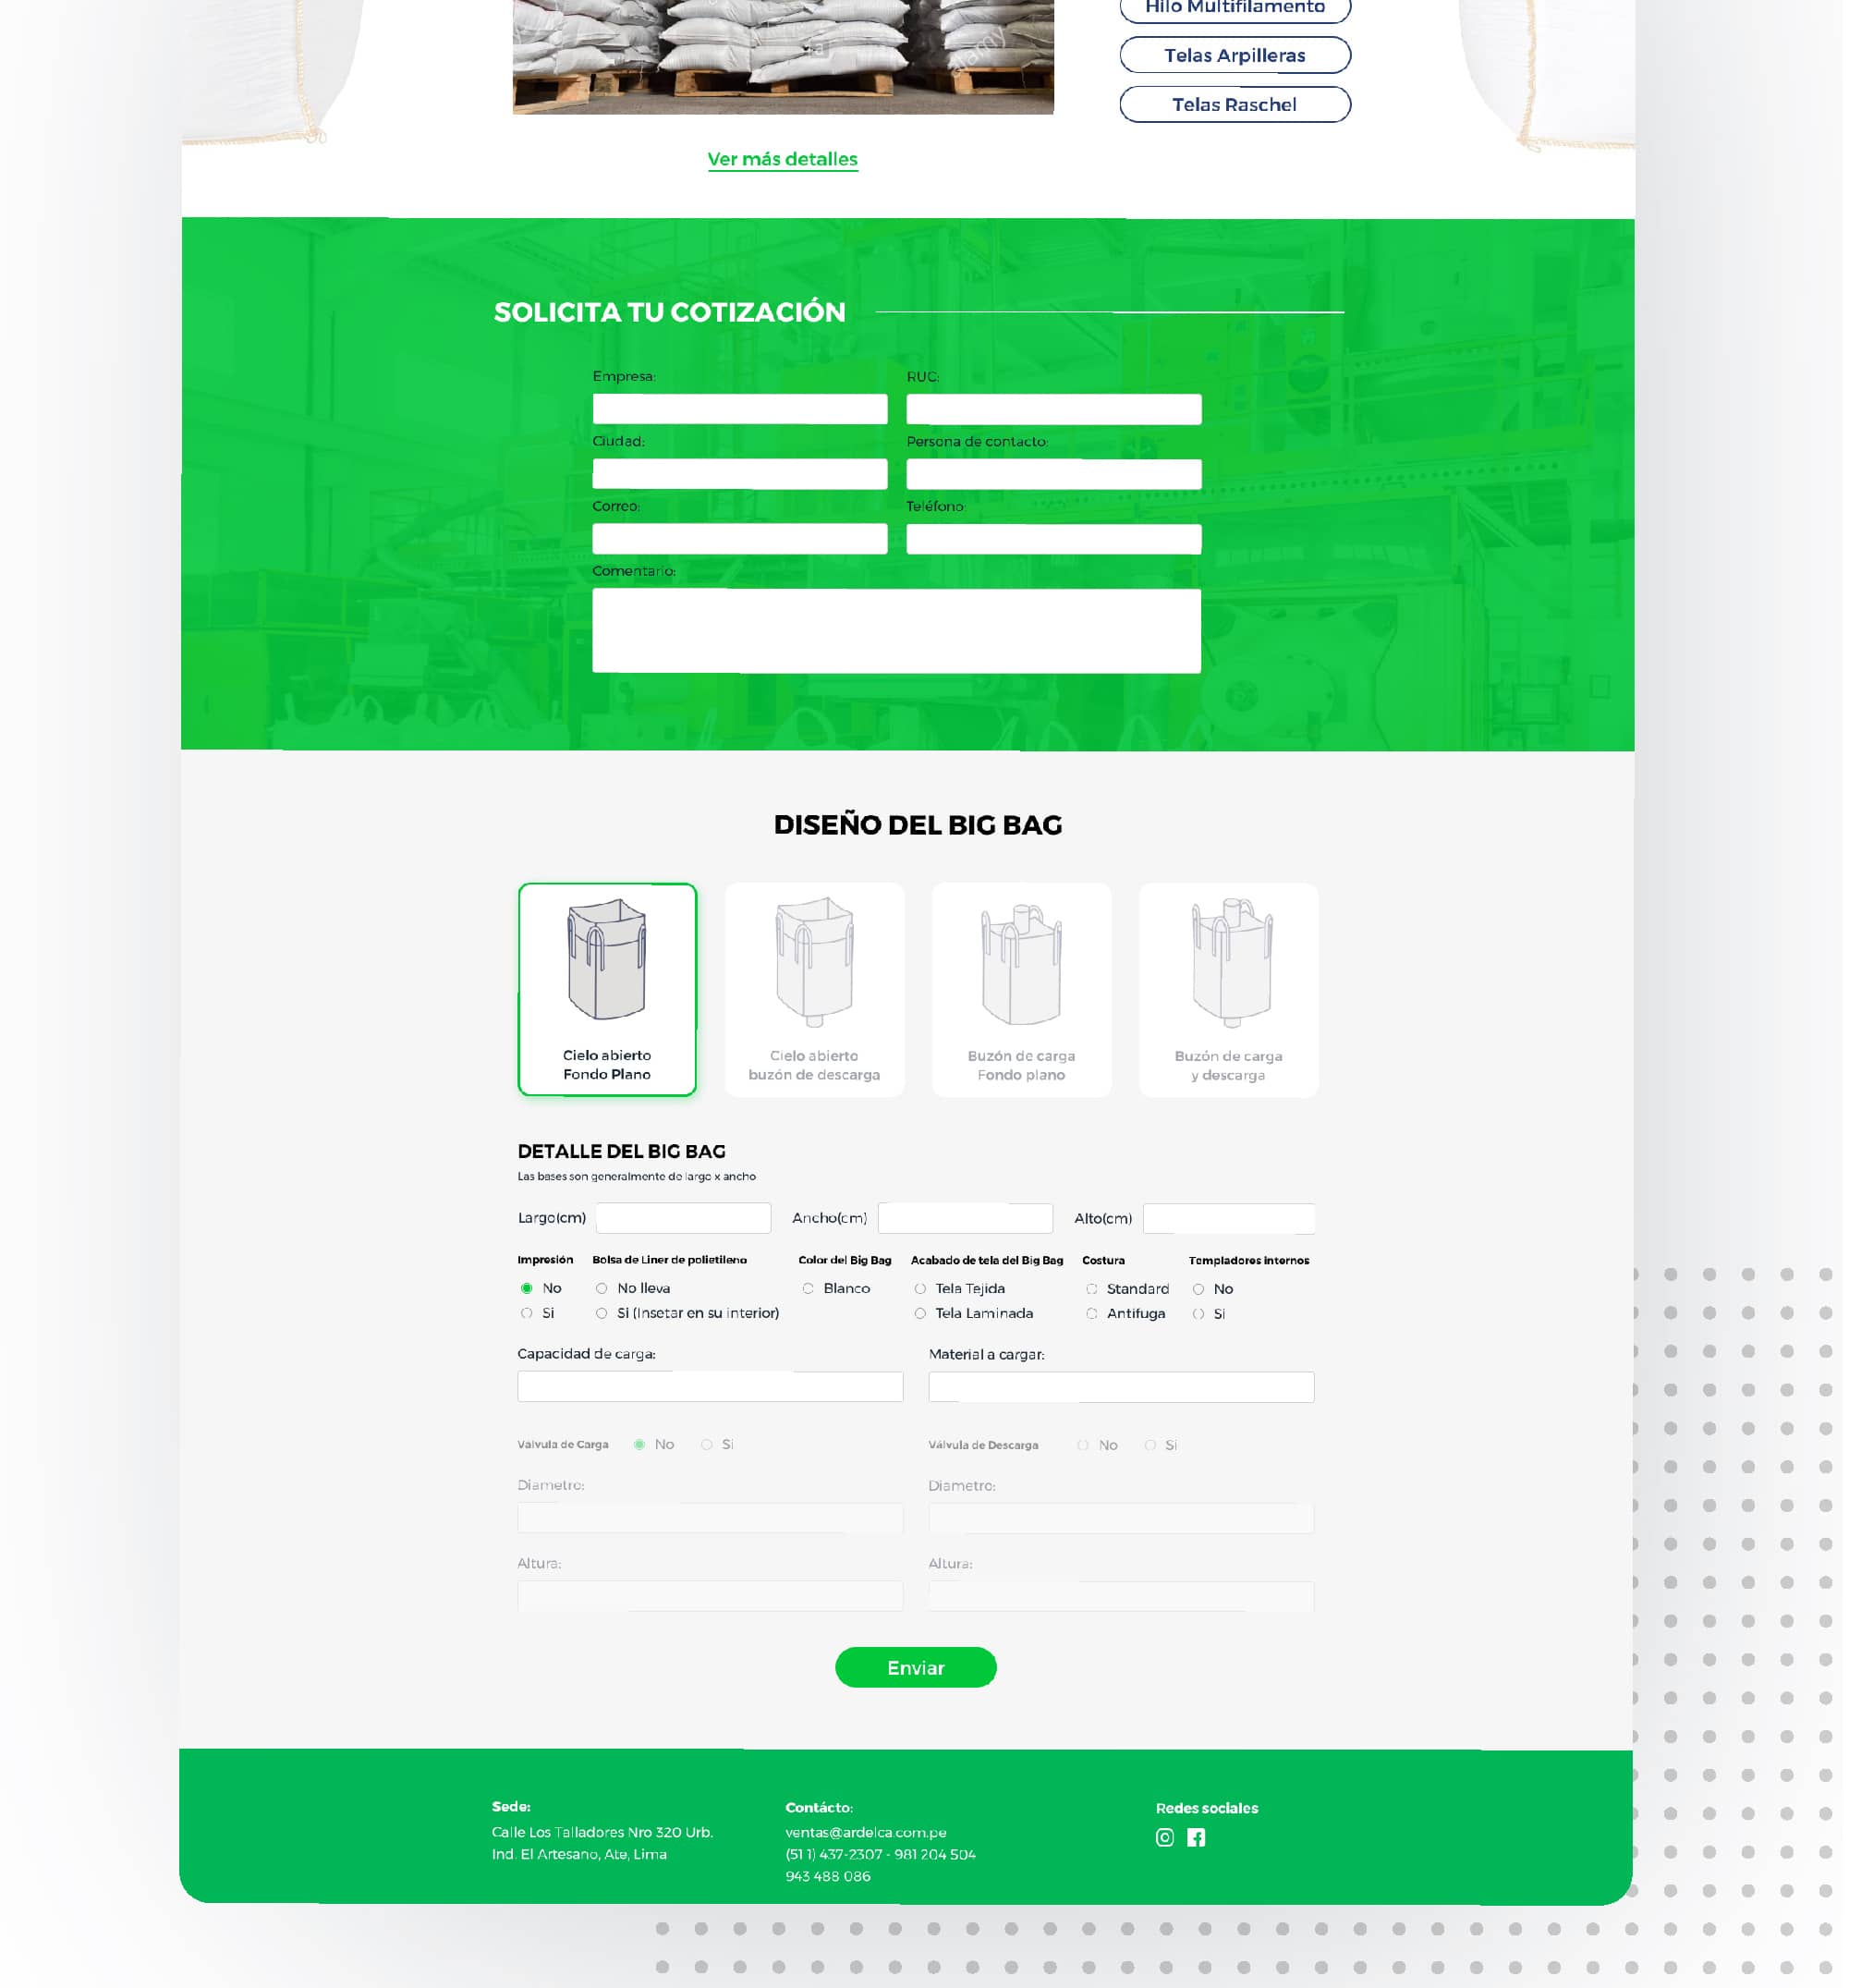 Hilo Multifilamento
Telas Arpilleras
Telas Raschel
alamy
Ver más detalles
SOLICITA TU COTIZACIÓN
Empresa:
RUC:
Ciudad:
Persona de contacto:
Correo:
Teléfono:
Comentario:
DISEÑO DEL BIG BAG
Cielo abierto
Fondo Plano
Cielo abierto
buzón de descarga
Buzón de carga
Fondo plano
Buzón de carga
y descarga
DETALLE DEL BIG BAG
Las bases son generalmente de largo x ancho
Largo(cm)
Ancho(cm)
Alto(cm)
Impresión
No
Si
Bolsa de Liner de polietileno
No lleva
Si (Insetar en su interior)
Color del Big Bag
Blanco
Acabado de tela del Big Bag
Tela Tejida
Tela Laminada
Costura
Standard
Antifuga
Templadores internos
No
Si
Capacidad de carga:
Material a cargar:
Valvula de Carga No Si
Válvula de Descarga No Si
Diametro:
Diametro:
Altura:
Altura:
Enviar
Sede:
Calle Los Talladores Nro 320 Urb.
Ind. El Artesano, Ate, Lima
Contácto:
ventas@ardelca.com.pe
(51 1) 437-2307 - 981 204 504
943 488 086
Redes sociales